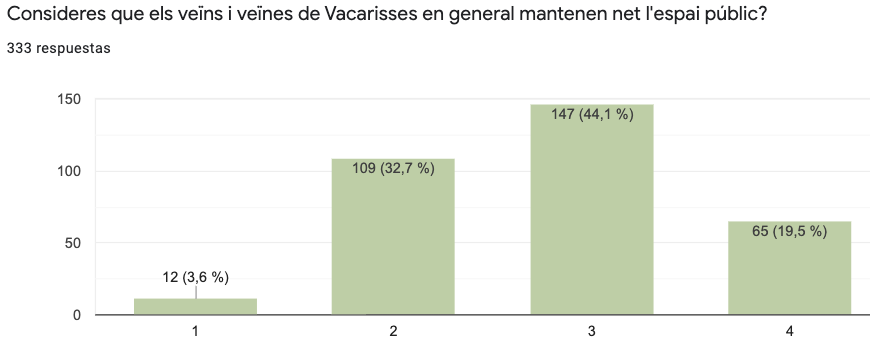 Consideres que els veïns i veïnes de Vacarisses en general mantenen net l'espai públic?
333 respuestas
150
147 (44,1 %)
100
109 (32,7 %)
50
65 (19,5 %)
12 (3,6 %)
0
1 2 3 4